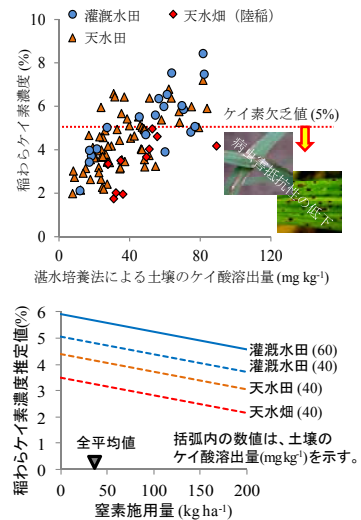 灌漑水田
天水畑（陸稲）
天水田
稲わらケイ素濃度 (%)
10
8
6
4
2
0
ケイ素欠乏値 (5%)
病虫害抵抗性の低下
0
40
80
120
160
湛水培養法による土壌のケイ酸溶出量 (mg kg-1)
稲わらケイ素濃度推定値(%)
6
5
4
3
2
1
0
灌漑水田 (60)
灌漑水田 (40)
天水田 (40)
天水畑 (40)
全平均値
括弧内の数値は、土壌の
ケイ酸溶出量(mg kg-1)を示す。
0
50
100
150
200
窒素施用量 (kg ha-1)